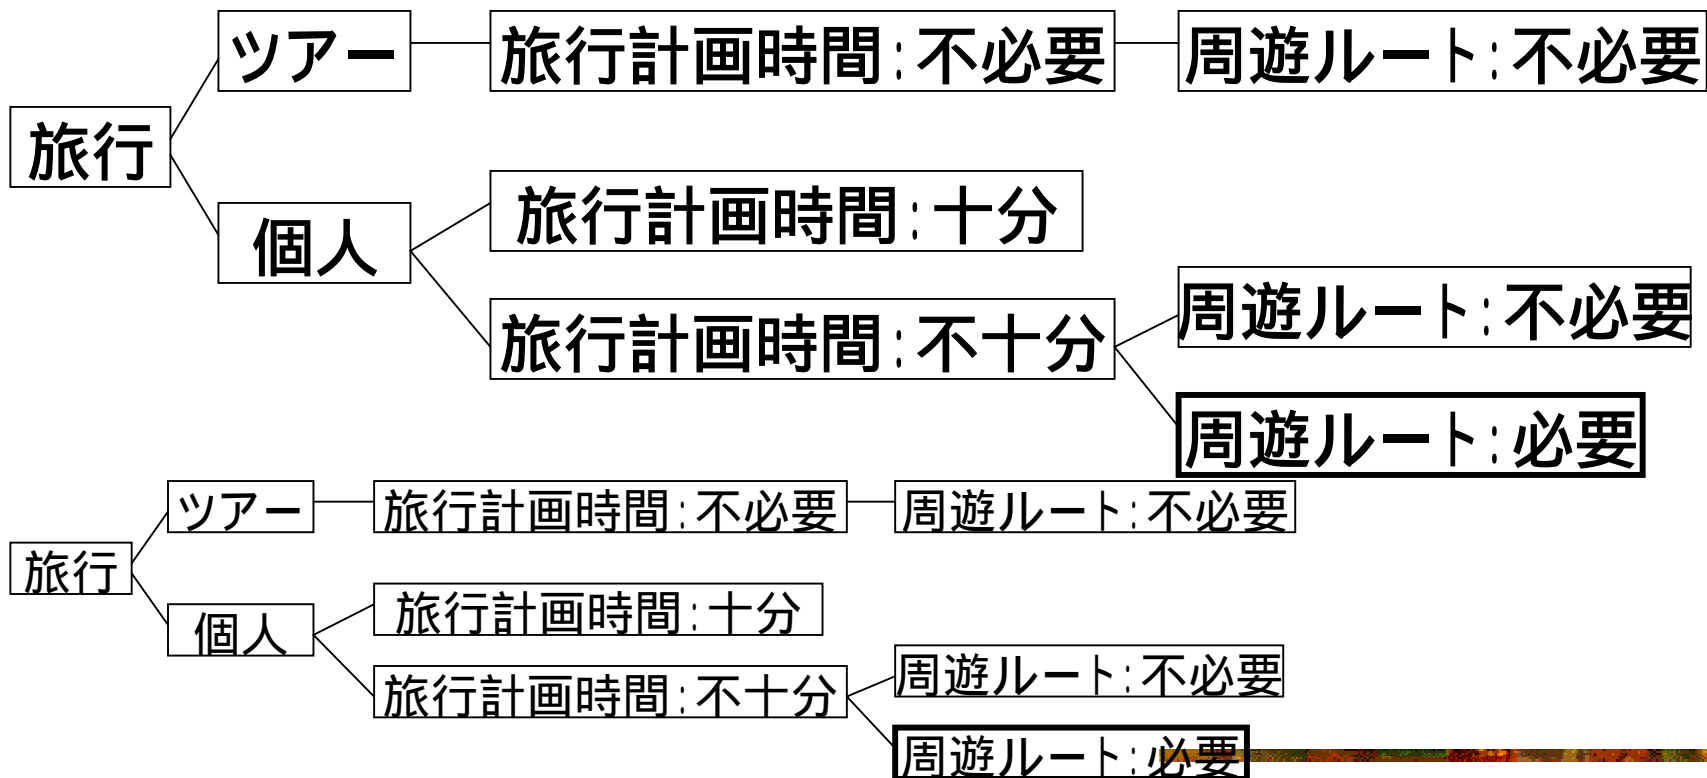 ツアー 旅行計画時間:不必要 周遊ルート:不必要
旅行
旅行計画時間:十分
個人
周遊ルート:不必要
旅行計画時間:不十分
周遊ルート:必要
ツアー 旅行計画時間:不必要 周遊ルート:不必要
旅行
旅行計画時間:十分
個人
周遊ルート:不必要
旅行計画時間:不十分
周遊ルート:必要